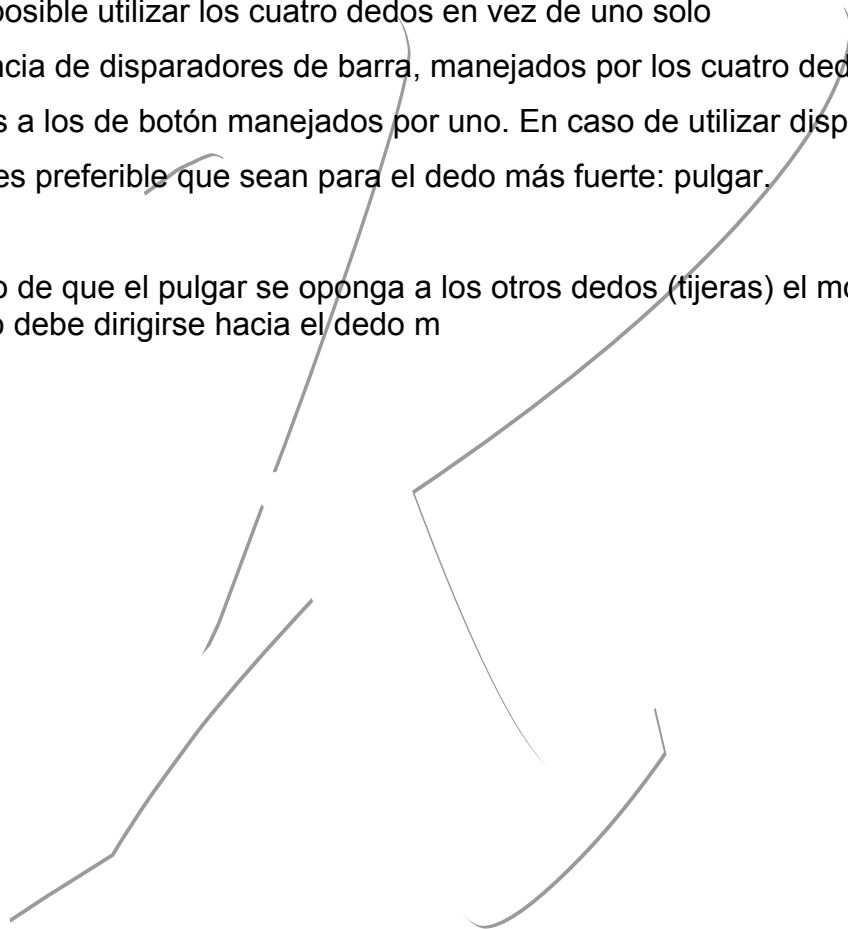 posible utilizar los cuatro dedos en vez de uno solo
ncia de disparadores de barra, manejados por los cuatro ded
s a los de botón manejados por uno. En caso de utilizar disp
es preferible que sean para el dedo más fuerte: pulgar.
o de que el pulgar se oponga a los otros dedos (tijeras) el mo
o debe dirigirse hacia el dedo m